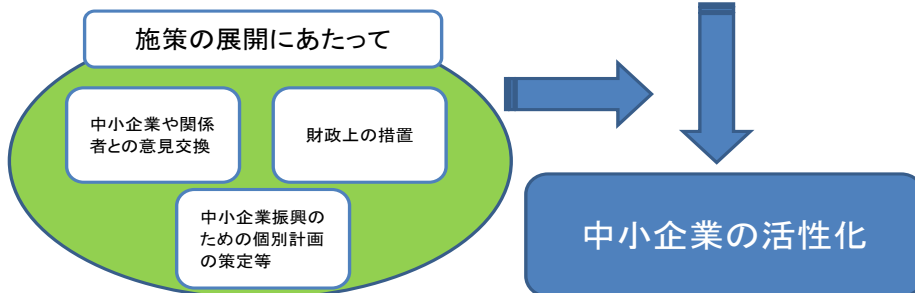 施策の展開にあたって
中小企業や関係
者との意見交換
財政上の措置
中小企業振興の
ための個別計画
の策定等
中小企業の活性化